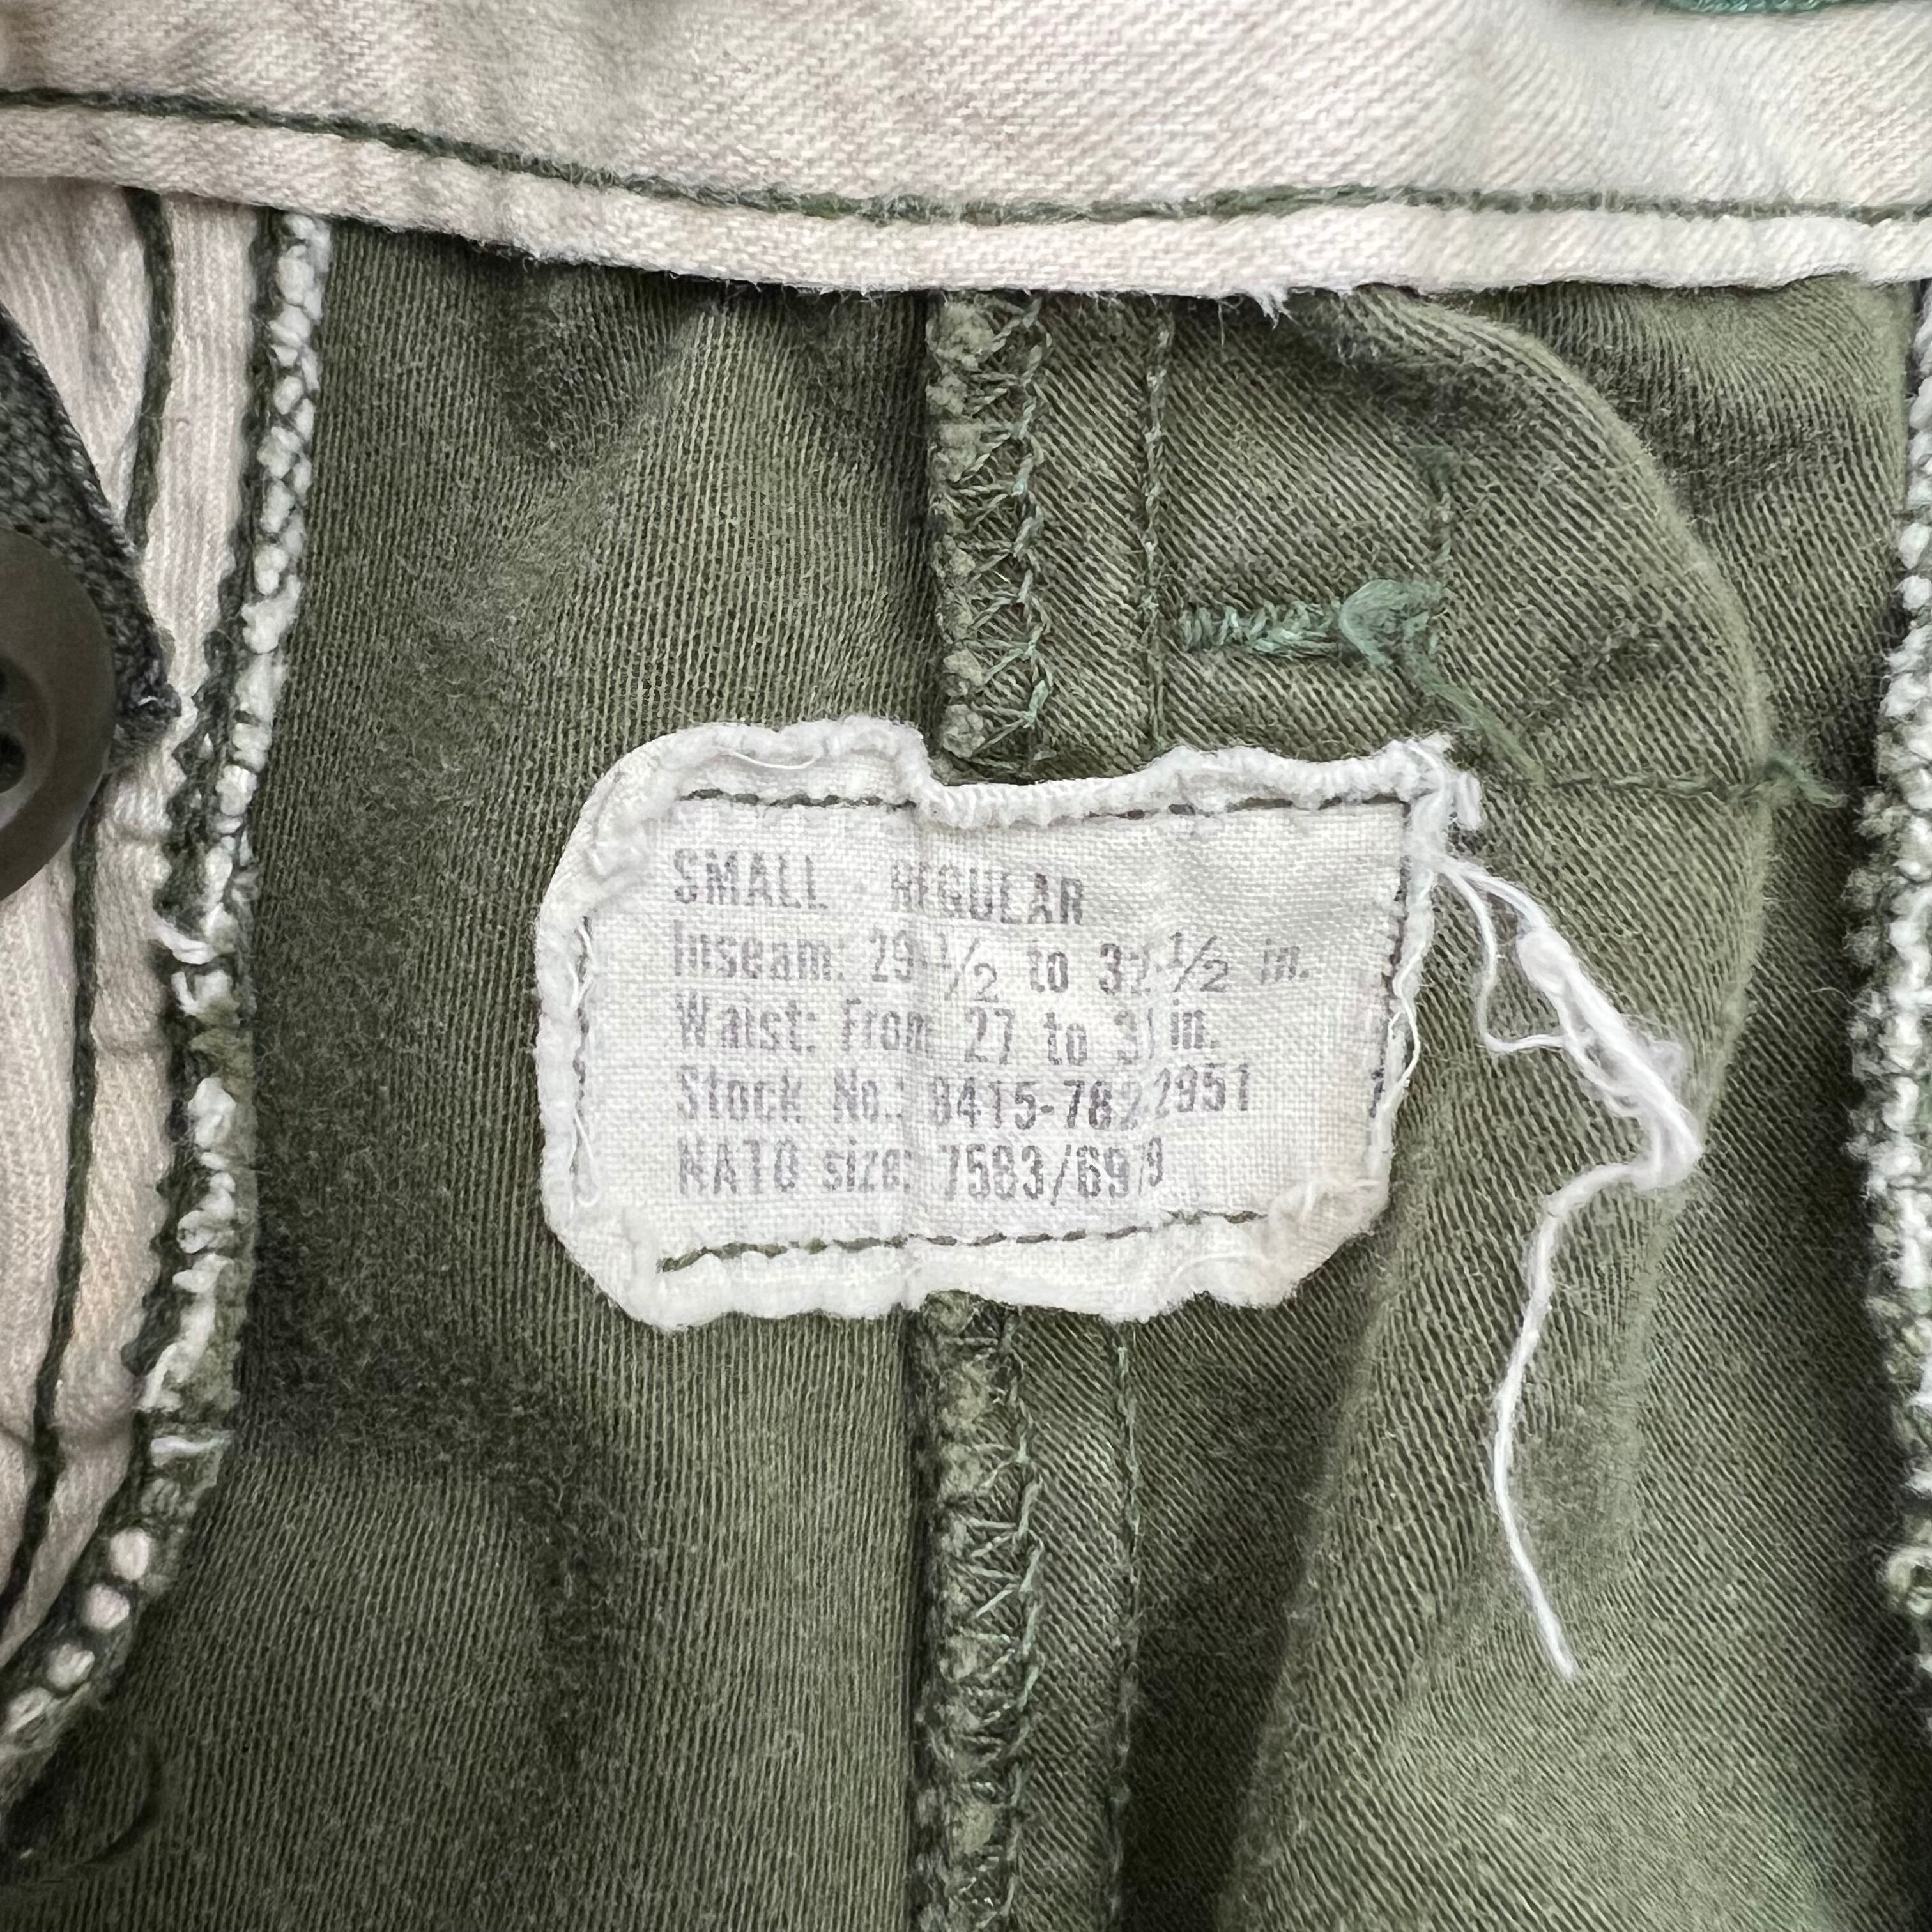 SMALL - REGULAR
Inseam: 29 1/2 to 32 1/2 in.
Waist: From 27 to 31 in.
Stock No.: 8415-782-2951
NATO size: 7583/6979